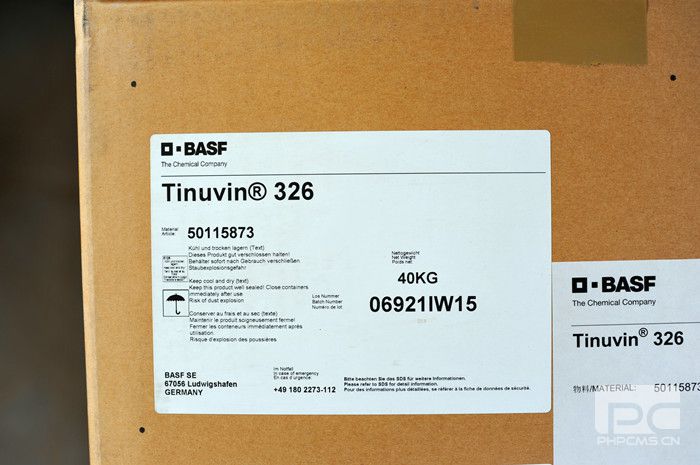 BASF
The Chemical Company
Tinuvin® 326
Material
Article
50115873
Kühl und trocken lagern (Text)
Dieses Produkt gut verschlossen halten!
Behälter sofort nach Gebrauch verschließen
Staubexplosionsgefahr
Keep cool and dry (text)
Keep this product well sealed! Close containers
immediately after use
Risk of dust explosion
Conserver au frais et au sec (texte)
Maintenir le produit soigneusement fermé!
Fermer les conteneurs immédiatement après
utilisation.
Risque d'explosion des poussières.
Nettogewicht
Net Weight
Poids net
40KG
Los Nummer
Batch Number
Numéro de lot
06921IW15
BASF SE
67056 Ludwigshafen
GERMANY
Im Notfall
In case of emergency
En cas d'urgence
+49 180 2273-112
Bitte beachten Sie das SDS für weitere Informationen.
Please refer to SDS for detail information.
Pour des informations plus détaillées, se référer à la fiche de données de sécurité.
BASF
The Chemical Company
Tinuvin® 326
物料/MATERIAL: 50115873
PC
PHPCMS.CN